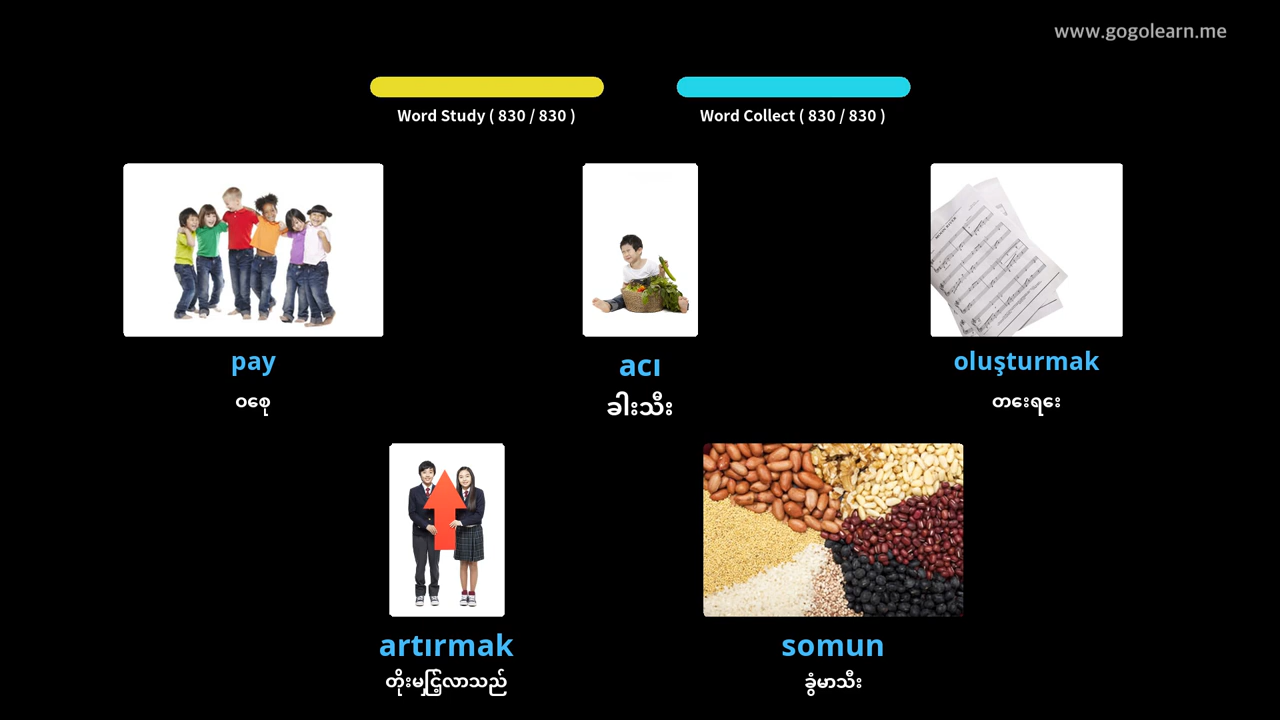 www.gogolearn.me
Word Study ( 830 / 830 )
Word Collect ( 830 / 830 )
pay
ဝစေု
acı
ခါးသီး
oluşturmak
တေးရေး
artırmak
တိုးမြှင့်လာသည်
somun
ခွံမာသီး